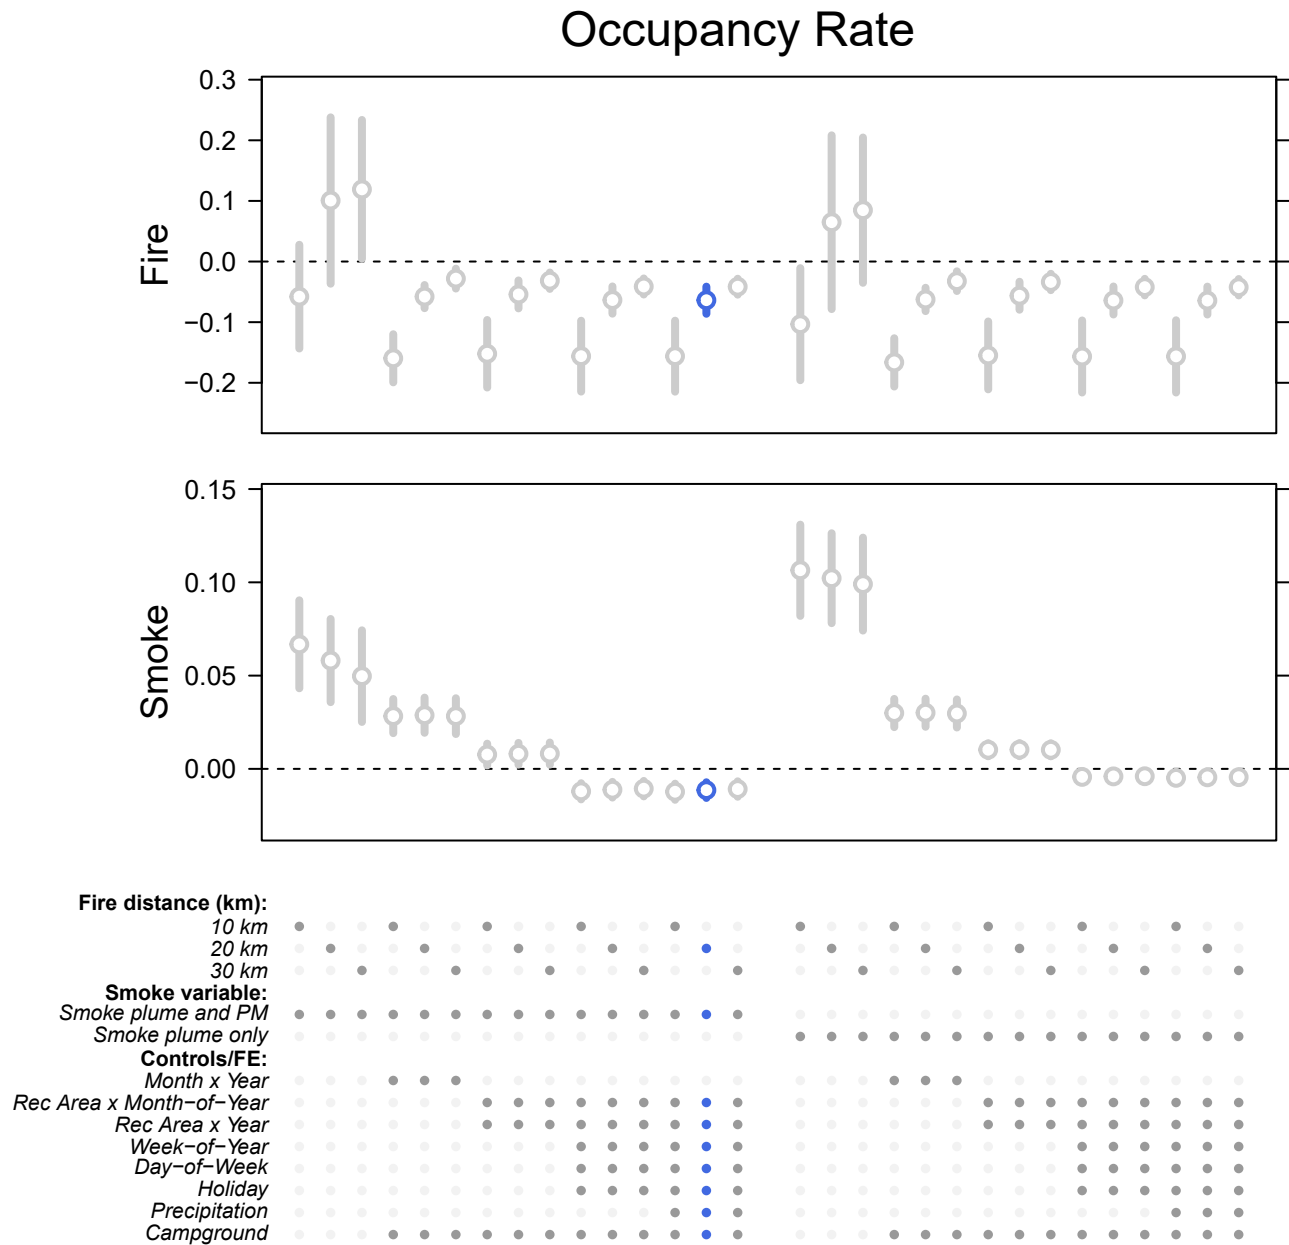 Occupancy Rate
Fire
0.3
0.2
0.1
0.0
−0.1
−0.2
Smoke
0.15
0.10
0.05
0.00
Fire distance (km):
10 km
20 km
30 km
Smoke variable:
Smoke plume and PM
Smoke plume only
Controls/FE:
Month x Year
Rec Area x Month−of−Year
Rec Area x Year
Week−of−Year
Day−of−Week
Holiday
Precipitation
Campground